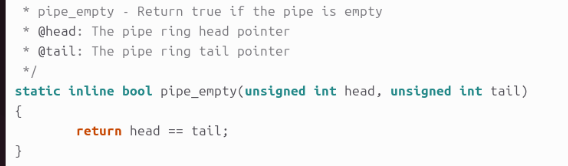 * pipe_empty - Return true if the pipe is empty
* @head: The pipe ring head pointer
* @tail: The pipe ring tail pointer
*/
static inline bool pipe_empty(unsigned int head, unsigned int tail)
{
        return head == tail;
}